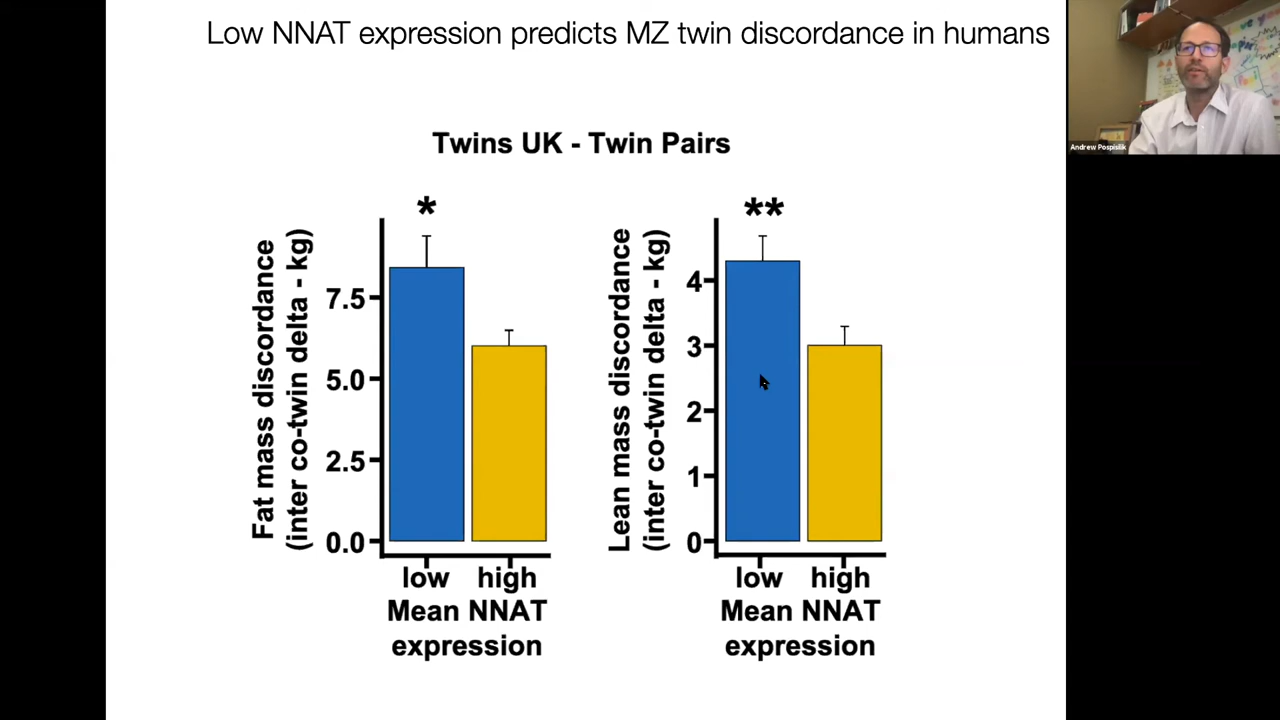 Low NNAT expression predicts MZ twin discordance in humans
Andrew Pospisilik
Twins UK - Twin Pairs
Fat mass discordance
(inter co-twin delta - kg)
*
7.5
5.0
2.5
0.0
low high
Mean NNAT
expression
Lean mass discordance
(inter co-twin delta - kg)
**
4
3
2
1
0
low high
Mean NNAT
expression